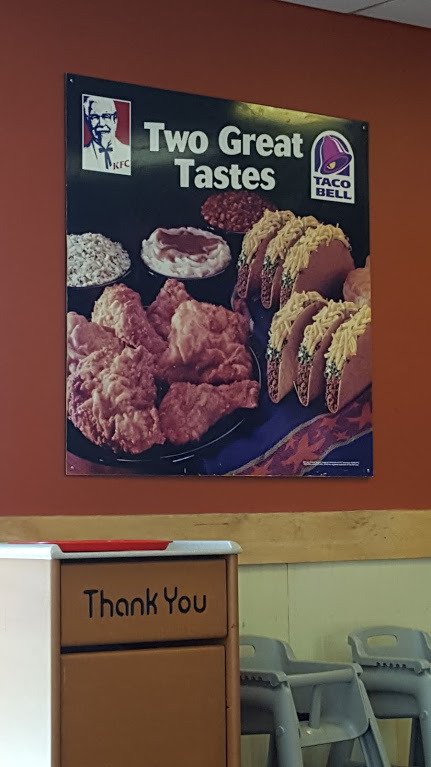 KFC
Two Great
Tastes
TACO
BELL
Thank You